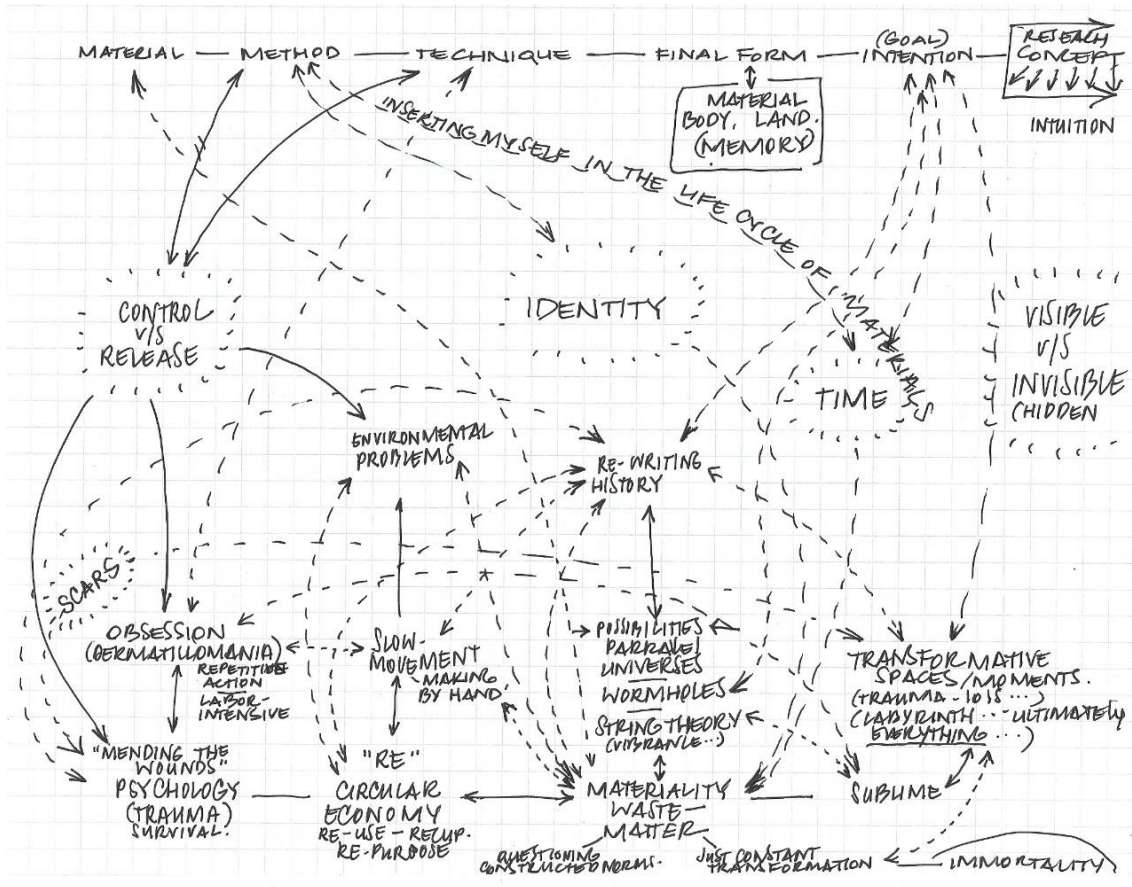 MATERIAL — METHOD — TECHNIQUE — FINAL FORM — (GOAL) INTENTION — RESEACH CONCEPT
INTUITION
MATERIAL
BODY, LAND.
(MEMORY)
INSERTING MYSELF IN THE LIFE CYCLE OF MATERIALS
CONTROL
V/S
RELEASE
IDENTITY
TIME
VISIBLE
V/S
INVISIBLE
(HIDDEN
ENVIRONMENTAL
PROBLEMS
RE-WRITING
HISTORY
SCARS
OBSESSION
(DERMATILLOMANIA)
REPETITIVE
ACTION
LABOR-
INTENSIVE
SLOW-
MOVEMENT
- MAKING
BY HAND.
POSSIBILITIES
PARRALEL
UNIVERSES
WORMHOLES
STRING THEORY
(VIBRANCE...)
TRANSFORMATIVE
SPACES/MOMENTS.
(TRAUMA - LOSS ...)
(LABYRINTH ... ULTIMATELY
EVERYTHING ...)
"MENDING THE
WOUNDS"
PSYCHOLOGY
(TRAUMA)
SURVIVAL.
"RE"
CIRCULAR
ECONOMY
RE-USE - RECUP.
RE-PURPOSE
MATERIALITY
WASTE —
MATTER
SUBLIME
QUESTIONING
CONSTRUCTED NORMS.
JUST CONSTANT
TRANSFORMATION
IMMORTALITY